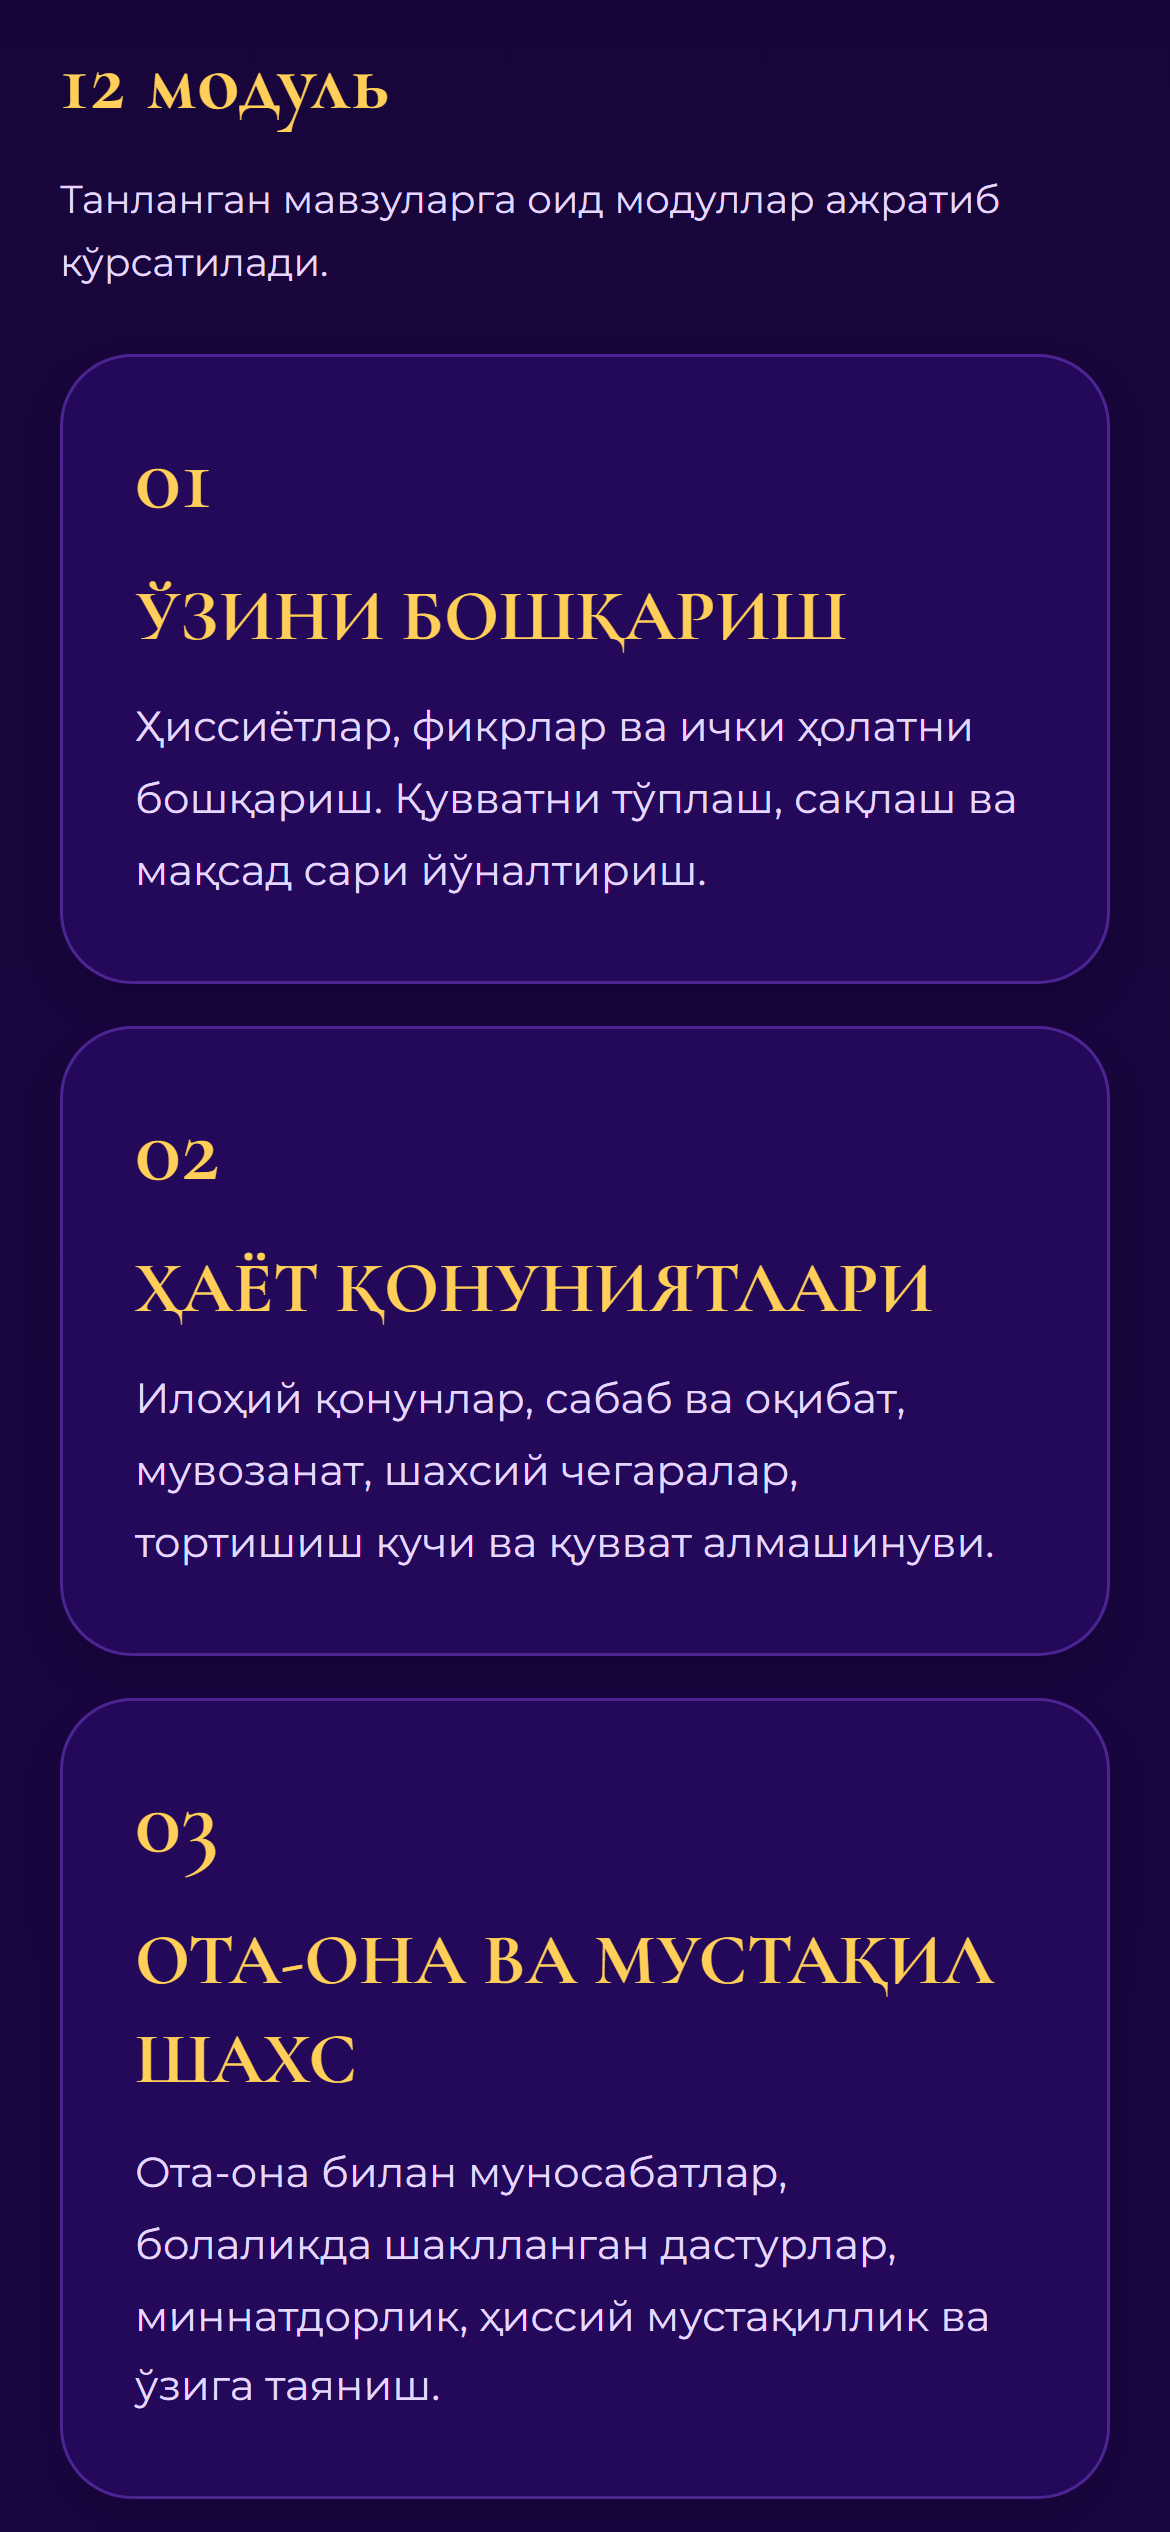 12 модуль
Танланган мавзуларга оид модуллар ажратиб
кўрсатилади.
01
ЎЗИНИ БОШҚАРИШ
Ҳиссиётлар, фикрлар ва ички ҳолатни
бошқариш. Қувватни тўплаш, сақлаш ва
мақсад сари йўналтириш.
02
ҲАЁТ ҚОНУНИЯТЛАРИ
Илоҳий қонунлар, сабаб ва оқибат,
мувозанат, шахсий чегаралар,
тортишиш кучи ва қувват алмашинуви.
03
ОТА-ОНА ВА МУСТАҚИЛ
ШАХС
Ота-она билан муносабатлар,
болаликда шаклланган дастурлар,
миннатдорлик, ҳиссий мустақиллик ва
ўзига таяниш.